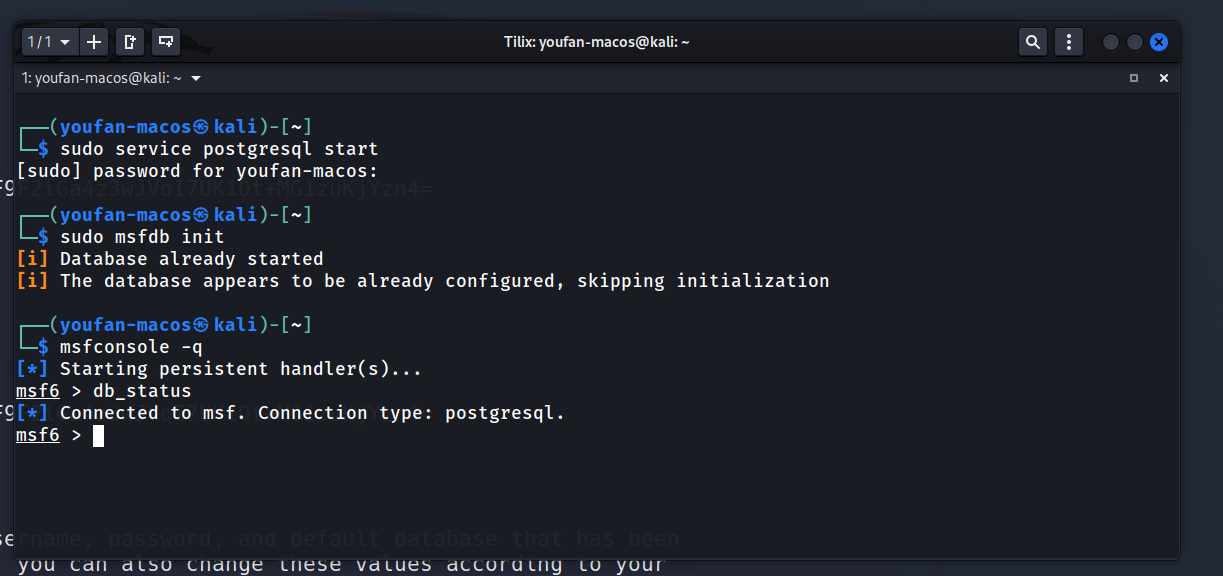 1/1
Tilix: youfan-macos@kali: ~
1: youfan-macos@kali: ~
┌──(youfan-macos㉿kali)-[~]
└─$ sudo service postgresql start
[sudo] password for youfan-macos:
┌──(youfan-macos㉿kali)-[~]
└─$ sudo msfdb init
[i] Database already started
[i] The database appears to be already configured, skipping initialization
┌──(youfan-macos㉿kali)-[~]
└─$ msfconsole -q
[*] Starting persistent handler(s)...
msf6 > db_status
[*] Connected to msf. Connection type: postgresql.
msf6 >
username, password, and default database that has been
you can also change these values according to your